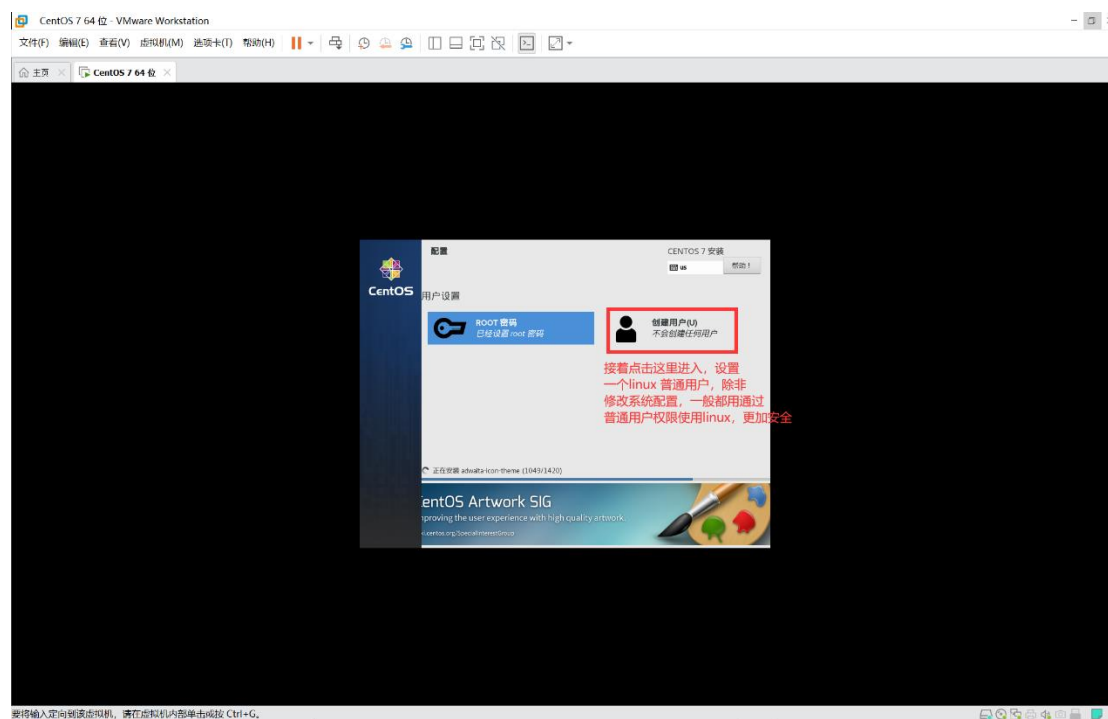 CentOS 7 64 位 - VMware Workstation
文件(F) 编辑(E) 查看(V) 虚拟机(M) 选项卡(T) 帮助(H)
主页 CentOS 7 64 位
配置 CENTOS 7 安装
us 帮助！
CentOS
用户设置
ROOT 密码
已经设置 root 密码
创建用户(U)
不会创建任何用户
接着点击这里进入，设置
一个linux 普通用户，除非
修改系统配置，一般都用通过
普通用户权限使用linux，更加安全
正在安装 adwaita-icon-theme (1049/1420)
entOS Artwork SIG
proving the user experience with high quality artwork.
.centos.org/SpecialInterestGroup
要将输入定向到该虚拟机，请在虚拟机内部单击或按 Ctrl+G。